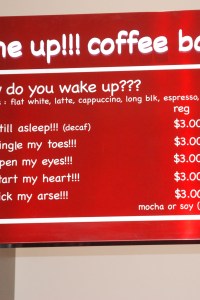 ne up!!! coffee ba
do you wake up???
: flat white, latte, cappuccino, long blk, espresso,
reg
till asleep!!! (decaf) $3.0
ingle my toes!!! $3.00
pen my eyes!!! $3.00
tart my heart!!! $3.00
ick my arse!!! $3.00
mocha or soy (